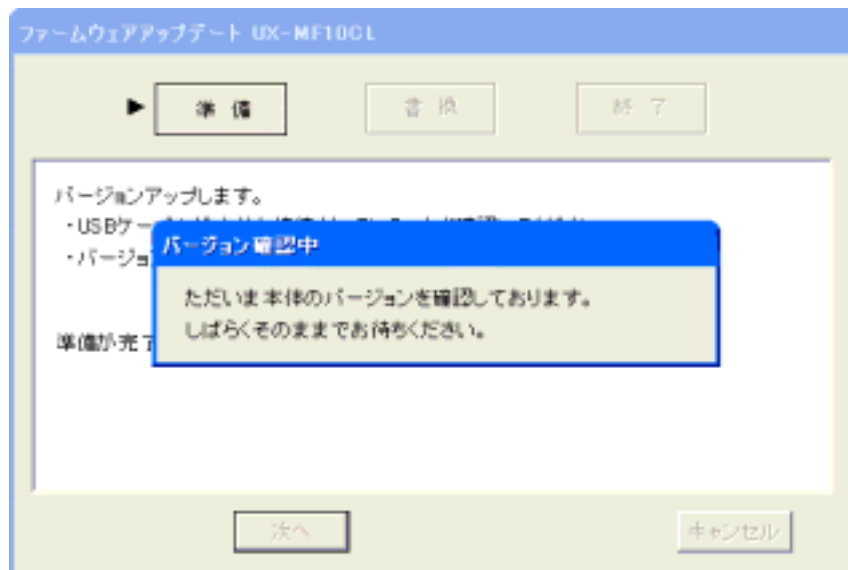 ファームウェアアップデート UX-MF10CL
▶ 準 備 書 換 終 了
バージョンアップします。
・USBケー
・バージョ
バージョン確認中
ただいま本体のバージョンを確認しております。
しばらくそのままでお待ちください。
準備が完了
次へ キャンセル